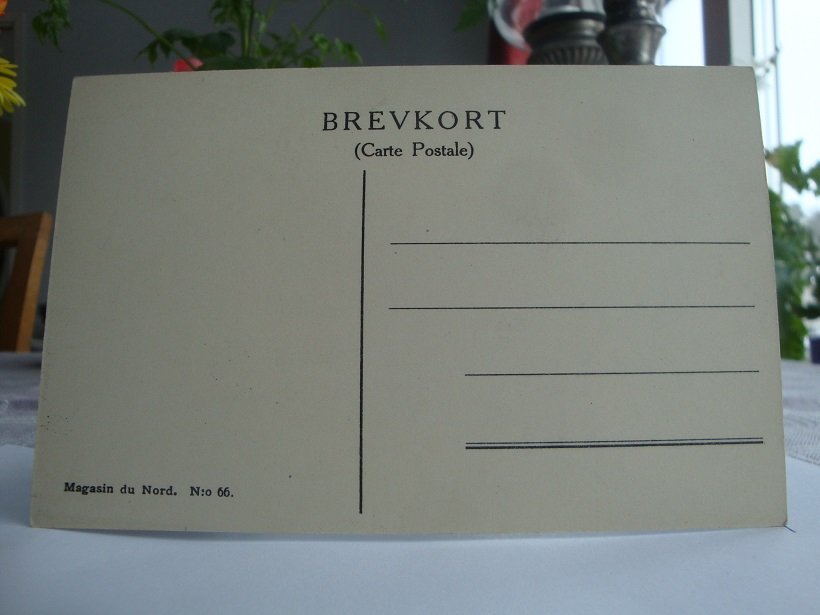 BREVKORT
(Carte Postale)
Magasin du Nord. N:o 66.